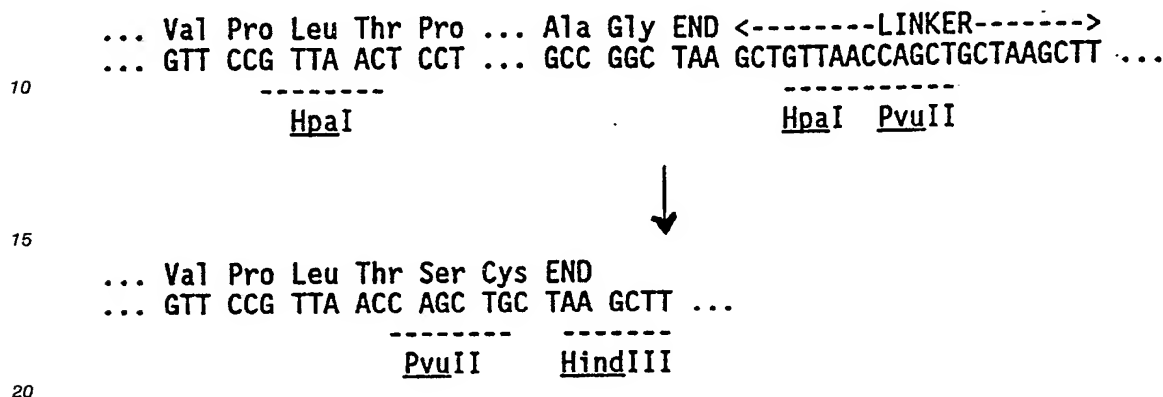 ... Val Pro Leu Thr Pro ... Ala Gly END <--------LINKER------->
... GTT CCG TTA ACT CCT ... GCC GGC TAA GCTGTTAACCAGCTGCTAAGCTT ...
10
HpaI HpaI PvuII
15
... Val Pro Leu Thr Ser Cys END
... GTT CCG TTA ACC AGC TGC TAA GCTT ...
PvuII HindIII
20